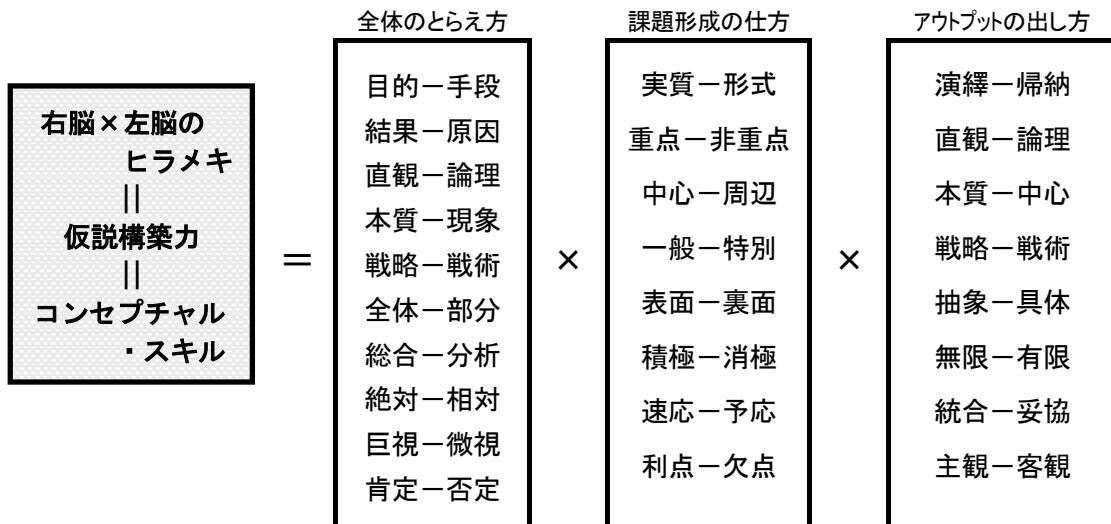 全体のとらえ方
課題形成の仕方
アウトプットの出し方
右脳×左脳の
ヒラメキ
||
仮説構築力
||
コンセプチャル
・スキル
＝
目的－手段
結果－原因
直観－論理
本質－現象
戦略－戦術
全体－部分
総合－分析
絶対－相対
巨視－微視
肯定－否定
×
実質－形式
重点－非重点
中心－周辺
一般－特別
表面－裏面
積極－消極
速応－予応
利点－欠点
×
演繹－帰納
直観－論理
本質－中心
戦略－戦術
抽象－具体
無限－有限
統合－妥協
主観－客観